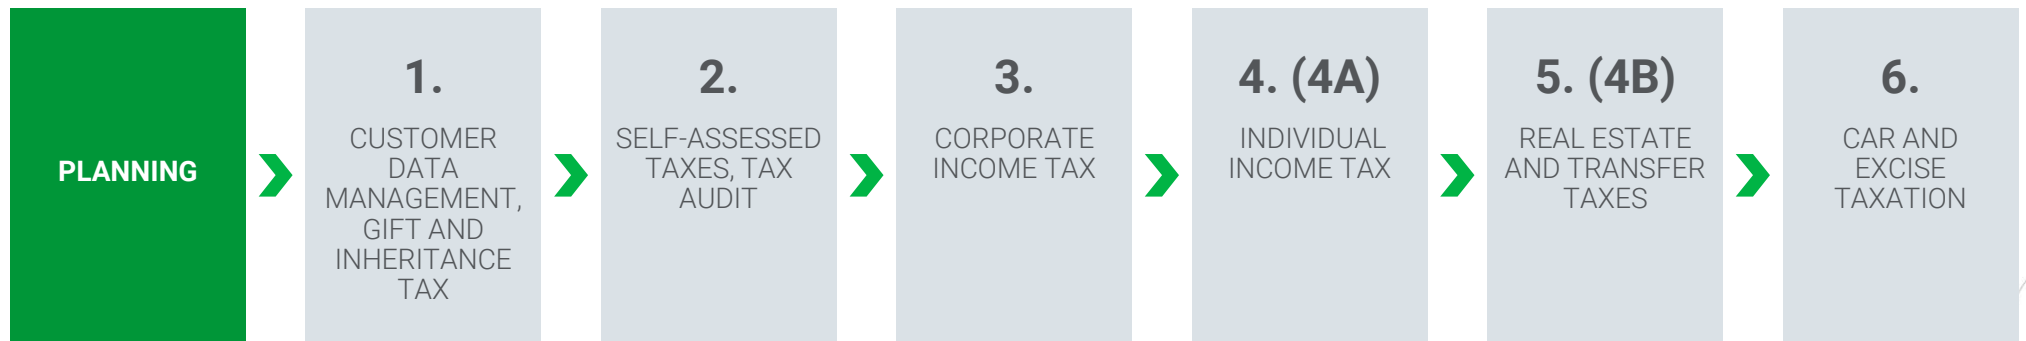 PLANNING
1.
CUSTOMER
DATA
MANAGEMENT,
GIFT AND
INHERITANCE
TAX
2.
SELF-ASSESSED
TAXES, TAX
AUDIT
3.
CORPORATE
INCOME TAX
4. (4A)
INDIVIDUAL
INCOME TAX
5. (4B)
REAL ESTATE
AND TRANSFER
TAXES
6.
CAR AND
EXCISE
TAXATION